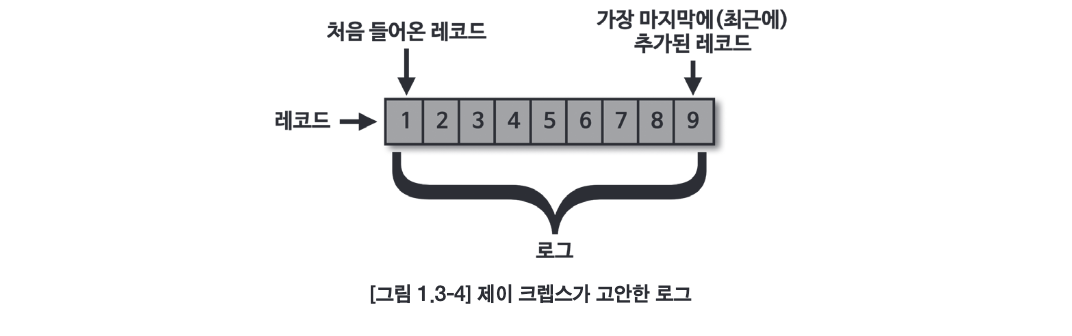 처음 들어온 레코드
가장 마지막에(최근에)
추가된 레코드
레코드
1 2 3 4 5 6 7 8 9
로그
[그림 1.3-4] 제이 크렙스가 고안한 로그